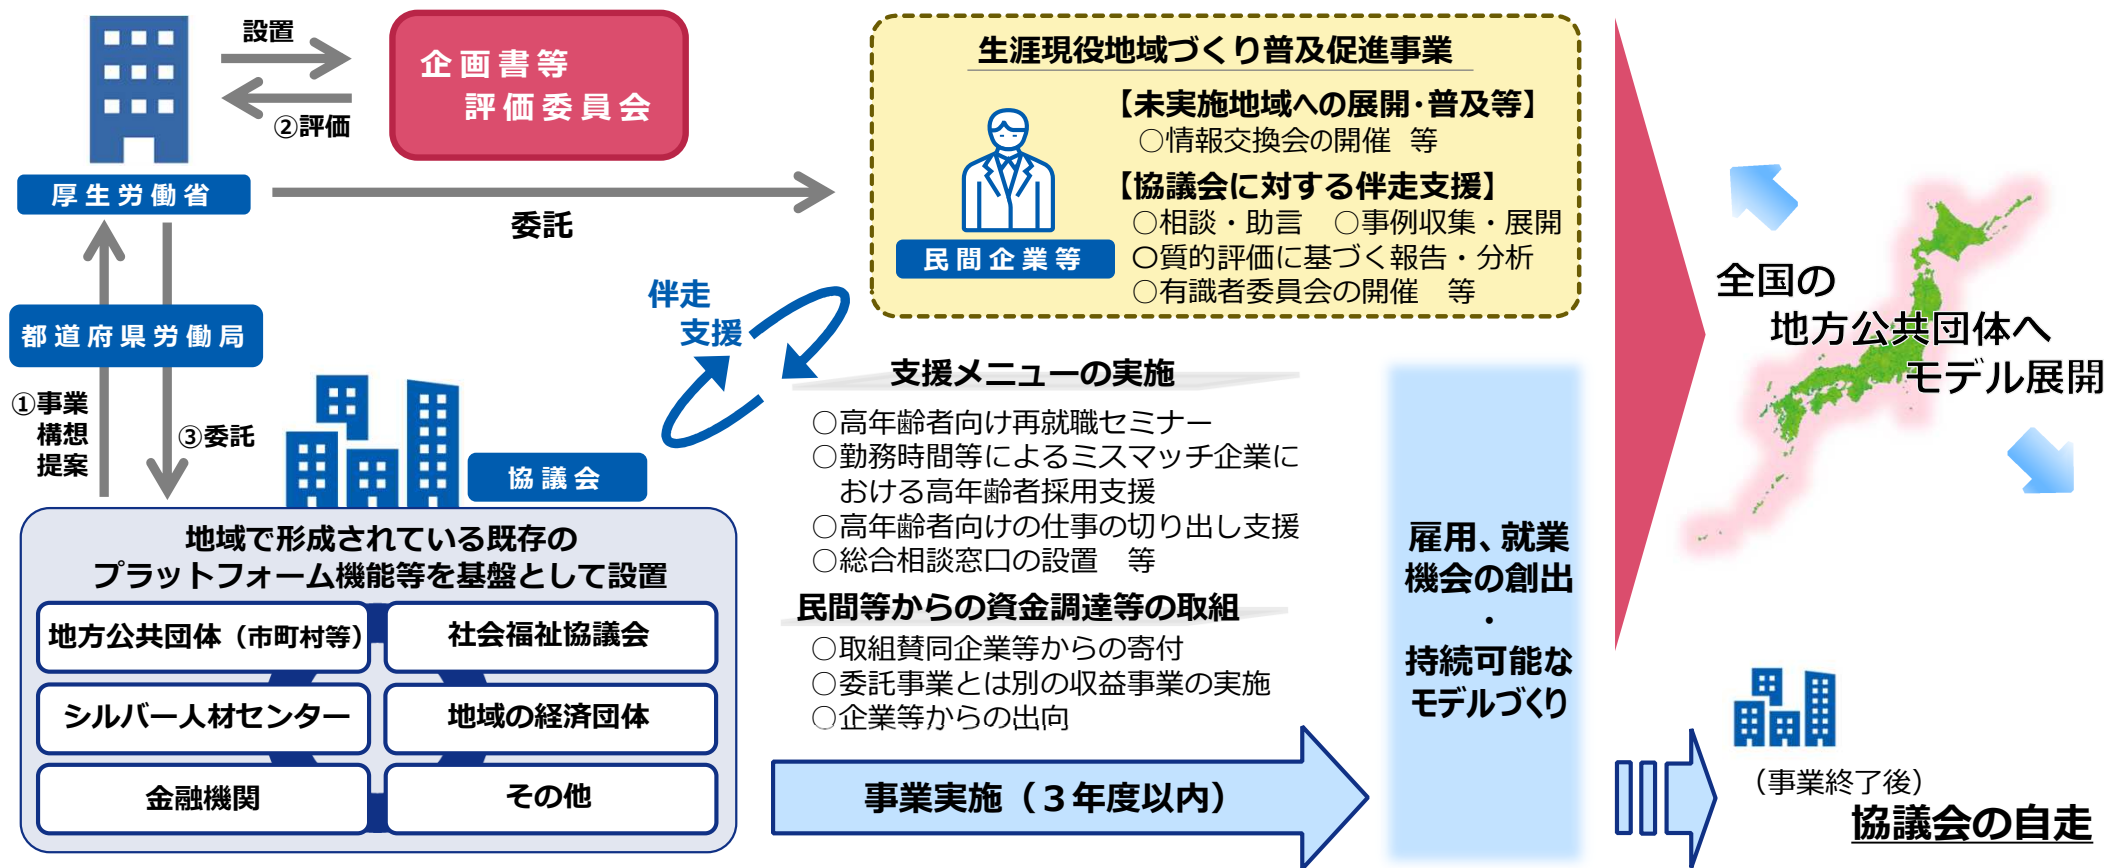 設置
企画書等
評価委員会
②評価
厚生労働省
委託
都道府県労働局
①事業
構想
提案
③委託
協議会
地域で形成されている既存の
プラットフォーム機能等を基盤として設置
地方公共団体（市町村等）
社会福祉協議会
シルバー人材センター
地域の経済団体
金融機関
その他
生涯現役地域づくり普及促進事業
【未実施地域への展開・普及等】
○情報交換会の開催　等
【協議会に対する伴走支援】
○相談・助言　○事例収集・展開
○質的評価に基づく報告・分析
○有識者委員会の開催　等
民間企業等
伴走
支援
支援メニューの実施
○高年齢者向け再就職セミナー
○勤務時間等によるミスマッチ企業に
おける高年齢者採用支援
○高年齢者向けの仕事の切り出し支援
○総合相談窓口の設置　等
民間等からの資金調達等の取組
○取組賛同企業等からの寄付
○委託事業とは別の収益事業の実施
○企業等からの出向
事業実施（３年度以内）
雇用、就業
機会の創出
・
持続可能な
モデルづくり
全国の
地方公共団体へ
モデル展開
（事業終了後）
協議会の自走